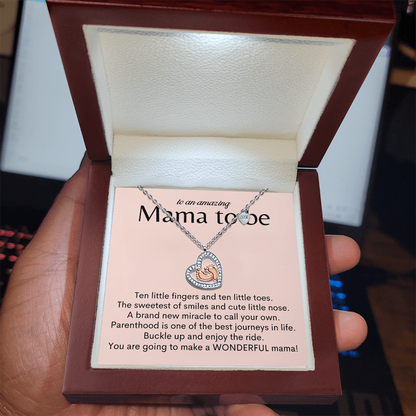 to an amazing
Mama to be
Ten little fingers and ten little toes.
The sweetest of smiles and cute little nose.
A brand new miracle to call your own.
Parenthood is one of the best journeys in life.
Buckle up and enjoy the ride.
You are going to make a WONDERFUL mama!